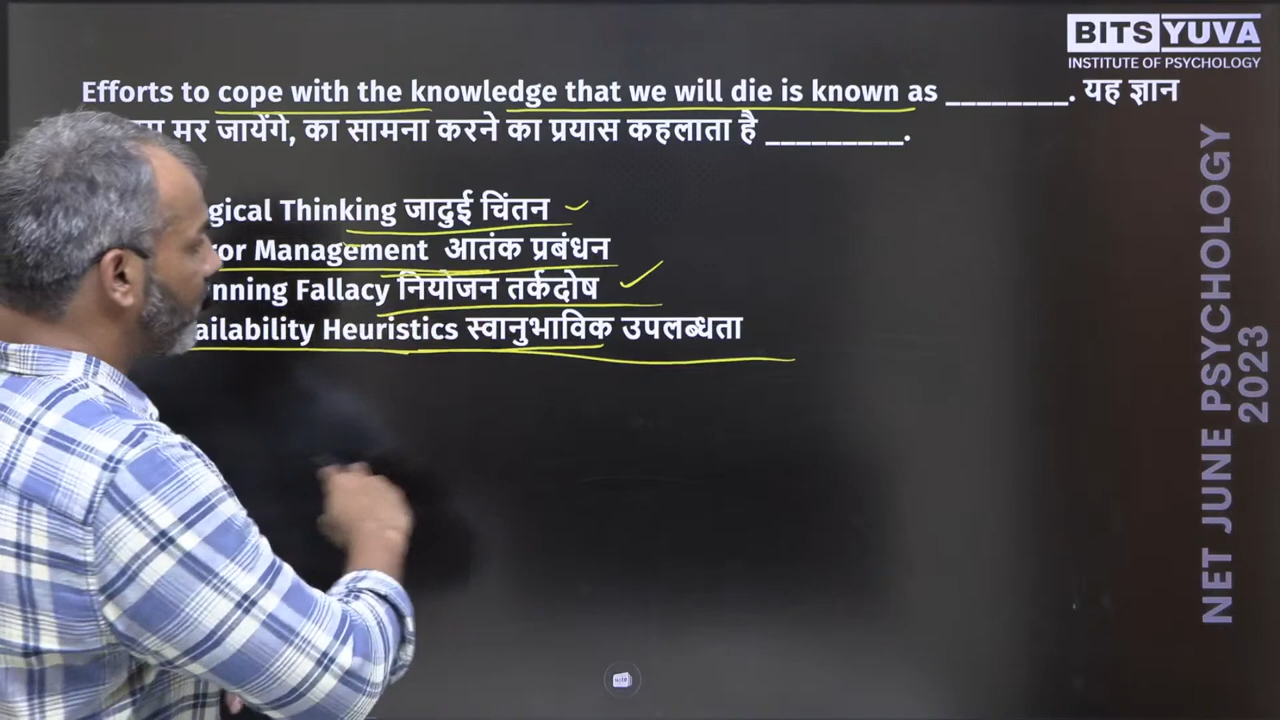 BITS YUVA
INSTITUTE OF PSYCHOLOGY
Efforts to cope with the knowledge that we will die is known as ________. यह ज्ञान
मर जायेंगे, का सामना करने का प्रयास कहलाता है _________.
gical Thinking जादुई चिंतन
ror Management आतंक प्रबंधन
nning Fallacy नियोजन तर्कदोष
ailability Heuristics स्वानुभाविक उपलब्धता
NET JUNE PSYCHOLOGY
2023